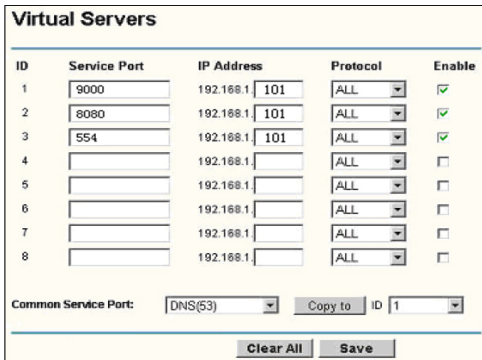 Virtual Servers
ID Service Port IP Address Protocol Enable
1 9000 192.168.1. 101 ALL
2 8080 192.168.1. 101 ALL
3 554 192.168.1. 101 ALL
4 192.168.1. ALL
5 192.168.1. ALL
6 192.168.1. ALL
7 192.168.1. ALL
8 192.168.1. ALL
Common Service Port: DNS(53) Copy to ID 1
Clear All Save